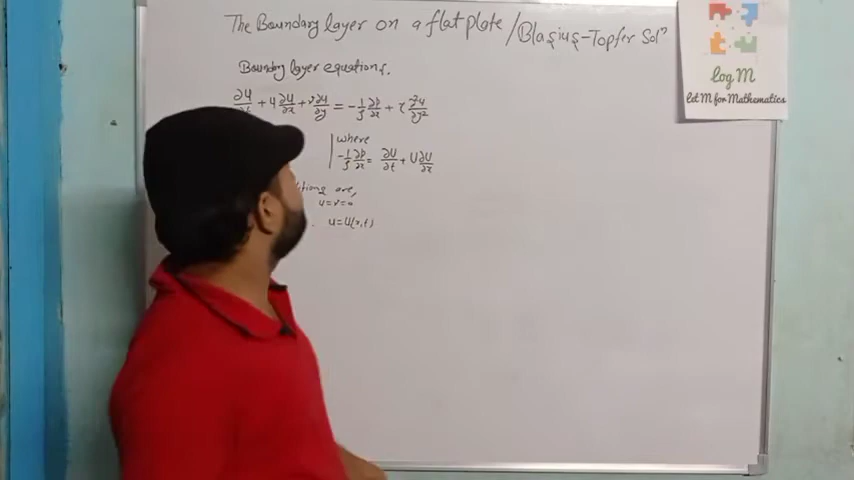 The Boundary layer on a flat plate/Blasius-Topfer Solⁿ
Boundary layer equations.
∂u/∂t + u ∂u/∂x + v ∂u/∂y = -1/ρ ∂p/∂x + ν ∂²u/∂y²
where
-1/ρ ∂p/∂x = ∂U/∂t + U ∂U/∂x
are,
u=v=0
u=U(x,t)
log M
let M for Mathematics